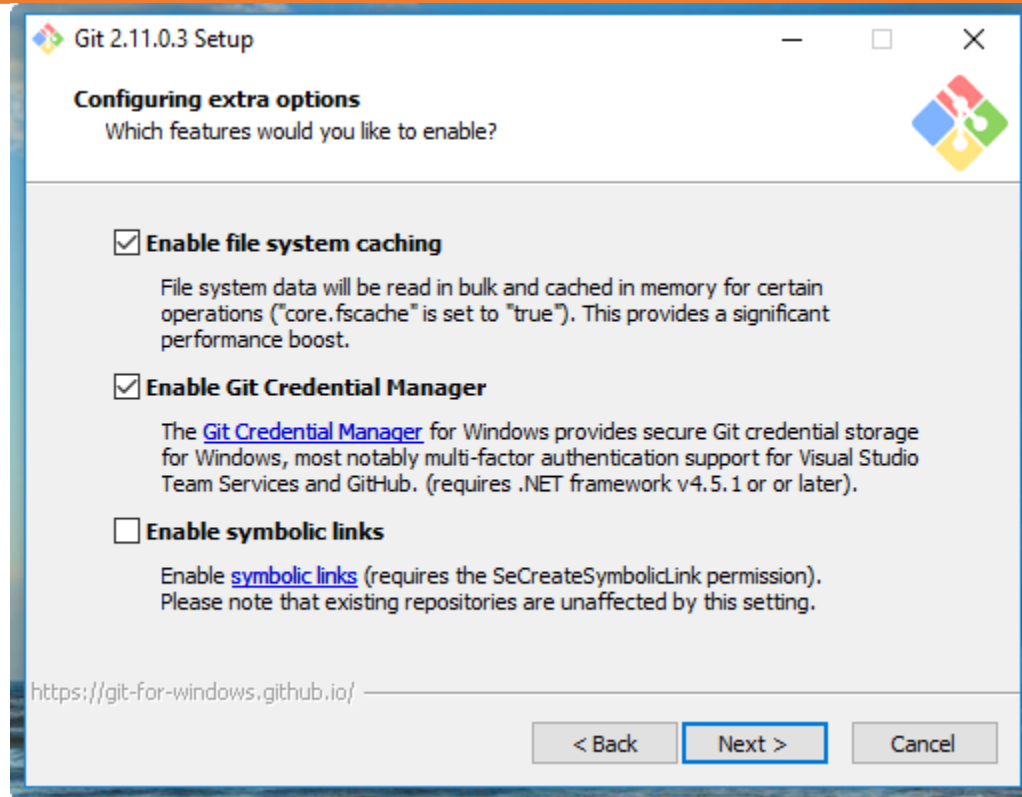 Git 2.11.0.3 Setup
Configuring extra options
Which features would you like to enable?
Enable file system caching
File system data will be read in bulk and cached in memory for certain
operations ("core.fscache" is set to "true"). This provides a significant
performance boost.
Enable Git Credential Manager
The Git Credential Manager for Windows provides secure Git credential storage
for Windows, most notably multi-factor authentication support for Visual Studio
Team Services and GitHub. (requires .NET framework v4.5.1 or or later).
Enable symbolic links
Enable symbolic links (requires the SeCreateSymbolicLink permission).
Please note that existing repositories are unaffected by this setting.
https://git-for-windows.github.io/
< Back Next > Cancel